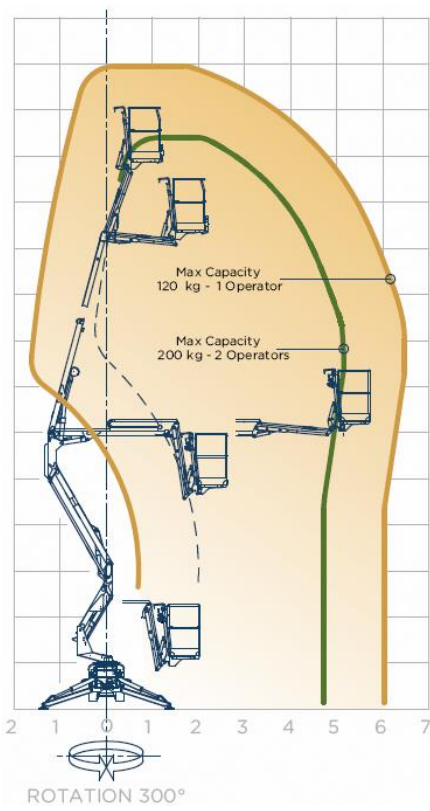 Max Capacity
120 kg - 1 Operator
Max Capacity
200 kg - 2 Operators
2 1 0 1 2 3 4 5 6 7
ROTATION 300°